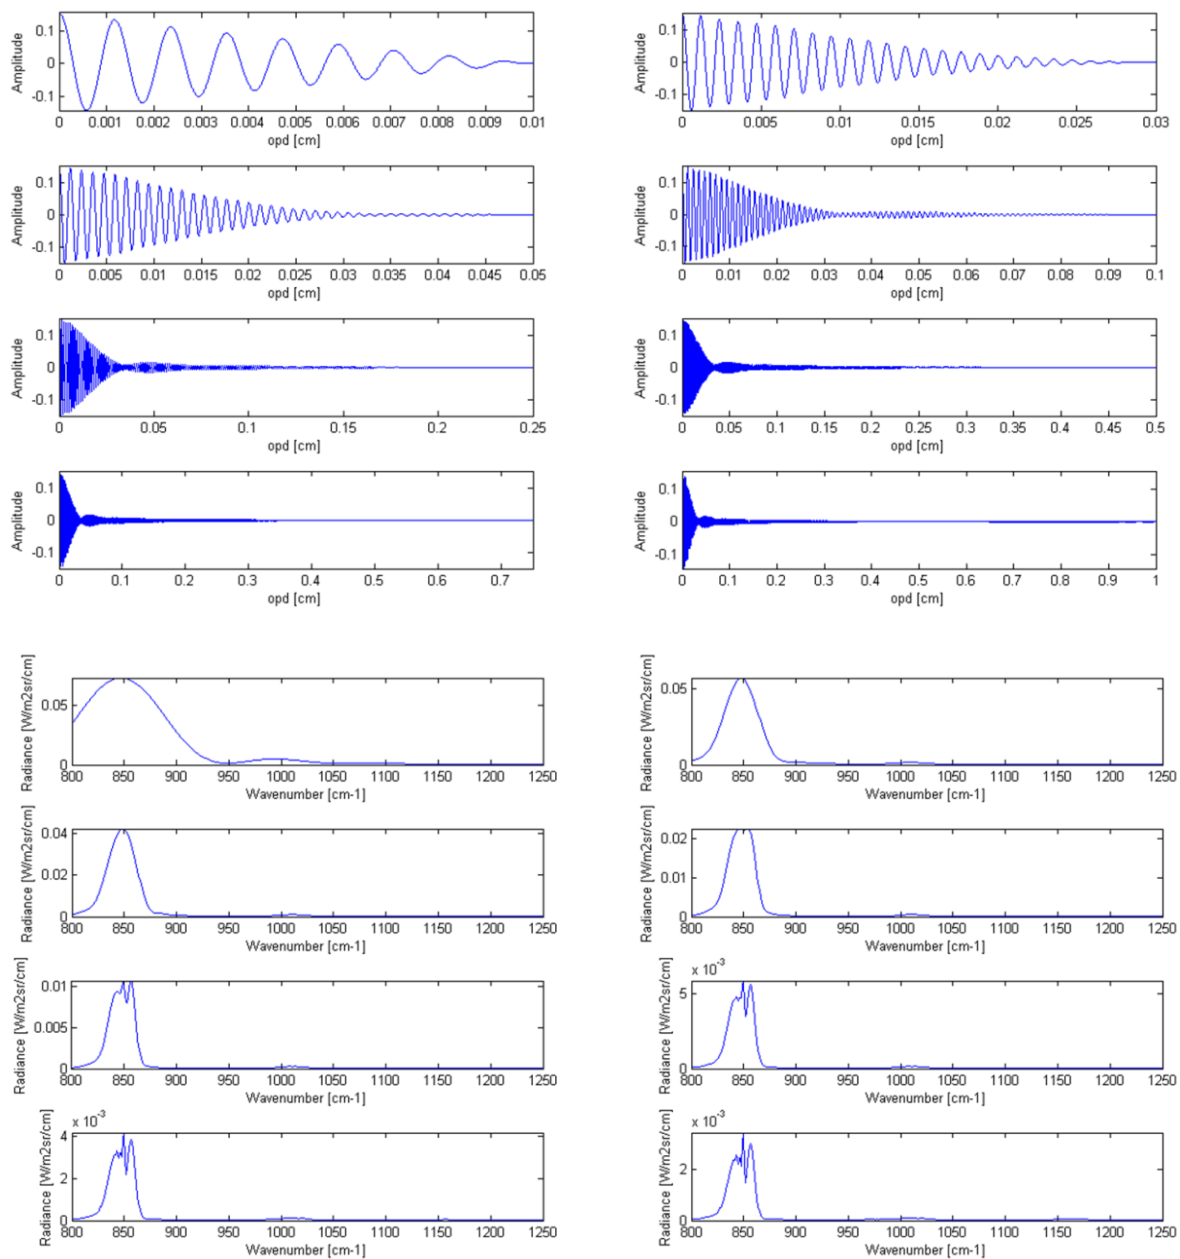 Amplitude
0.1
0
-0.1
0 0.001 0.002 0.003 0.004 0.005 0.006 0.007 0.008 0.009 0.01
opd [cm]
Amplitude
0.1
0
-0.1
0 0.005 0.01 0.015 0.02 0.025 0.03
opd [cm]
Amplitude
0.1
0
-0.1
0 0.005 0.01 0.015 0.02 0.025 0.03 0.035 0.04 0.045 0.05
opd [cm]
Amplitude
0.1
0
-0.1
0 0.01 0.02 0.03 0.04 0.05 0.06 0.07 0.08 0.09 0.1
opd [cm]
Amplitude
0.1
0
-0.1
0 0.05 0.1 0.15 0.2 0.25
opd [cm]
Amplitude
0.1
0
-0.1
0 0.05 0.1 0.15 0.2 0.25 0.3 0.35 0.4 0.45 0.5
opd [cm]
Amplitude
0.1
0
-0.1
0 0.1 0.2 0.3 0.4 0.5 0.6 0.7
opd [cm]
Amplitude
0.1
0
-0.1
0 0.1 0.2 0.3 0.4 0.5 0.6 0.7 0.8 0.9 1
opd [cm]
Radiance [W/m2sr/cm]
0.05
0
800 850 900 950 1000 1050 1100 1150 1200 1250
Wavenumber [cm-1]
Radiance [W/m2sr/cm]
0.05
0
800 850 900 950 1000 1050 1100 1150 1200 1250
Wavenumber [cm-1]
Radiance [W/m2sr/cm]
0.04
0.02
0
800 850 900 950 1000 1050 1100 1150 1200 1250
Wavenumber [cm-1]
Radiance [W/m2sr/cm]
0.02
0.01
0
800 850 900 950 1000 1050 1100 1150 1200 1250
Wavenumber [cm-1]
Radiance [W/m2sr/cm]
0.01
0.005
0
800 850 900 950 1000 1050 1100 1150 1200 1250
Wavenumber [cm-1]
Radiance [W/m2sr/cm]
x 10-3
5
0
800 850 900 950 1000 1050 1100 1150 1200 1250
Wavenumber [cm-1]
Radiance [W/m2sr/cm]
x 10-3
4
2
0
800 850 900 950 1000 1050 1100 1150 1200 1250
Wavenumber [cm-1]
Radiance [W/m2sr/cm]
x 10-3
2
0
800 850 900 950 1000 1050 1100 1150 1200 1250
Wavenumber [cm-1]